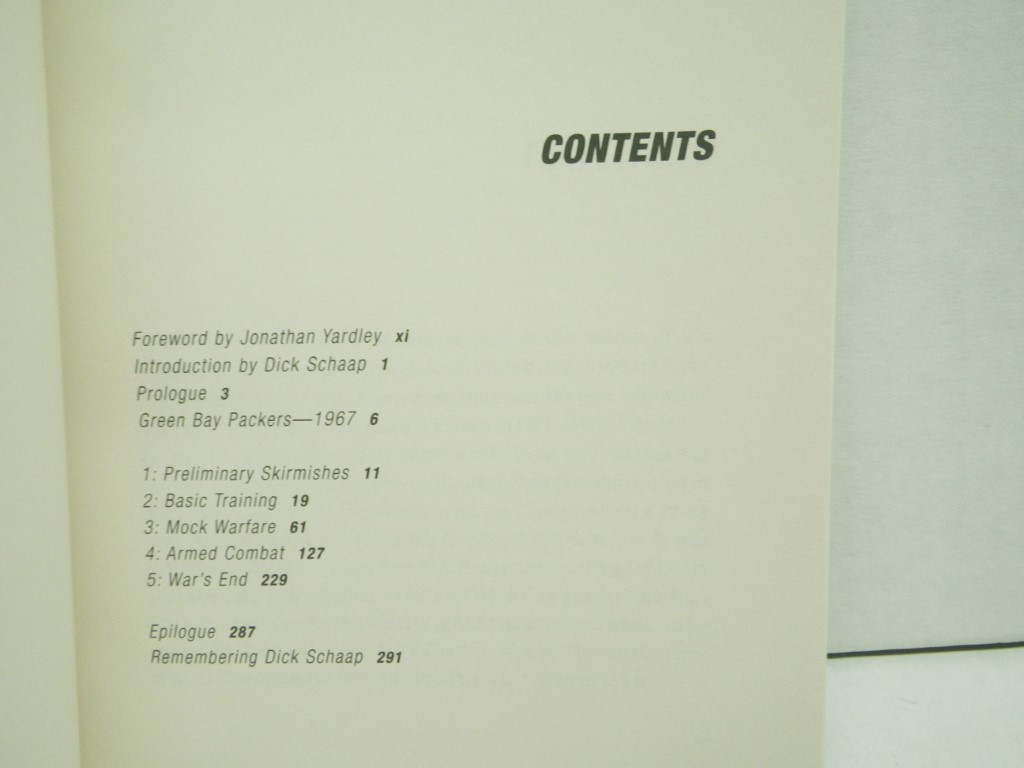 CONTENTS
Foreword by Jonathan Yardley xi
Introduction by Dick Schaap 1
Prologue 3
Green Bay Packers—1967 6
1: Preliminary Skirmishes 11
2: Basic Training 19
3: Mock Warfare 61
4: Armed Combat 127
5: War's End 229
Epilogue 287
Remembering Dick Schaap 291